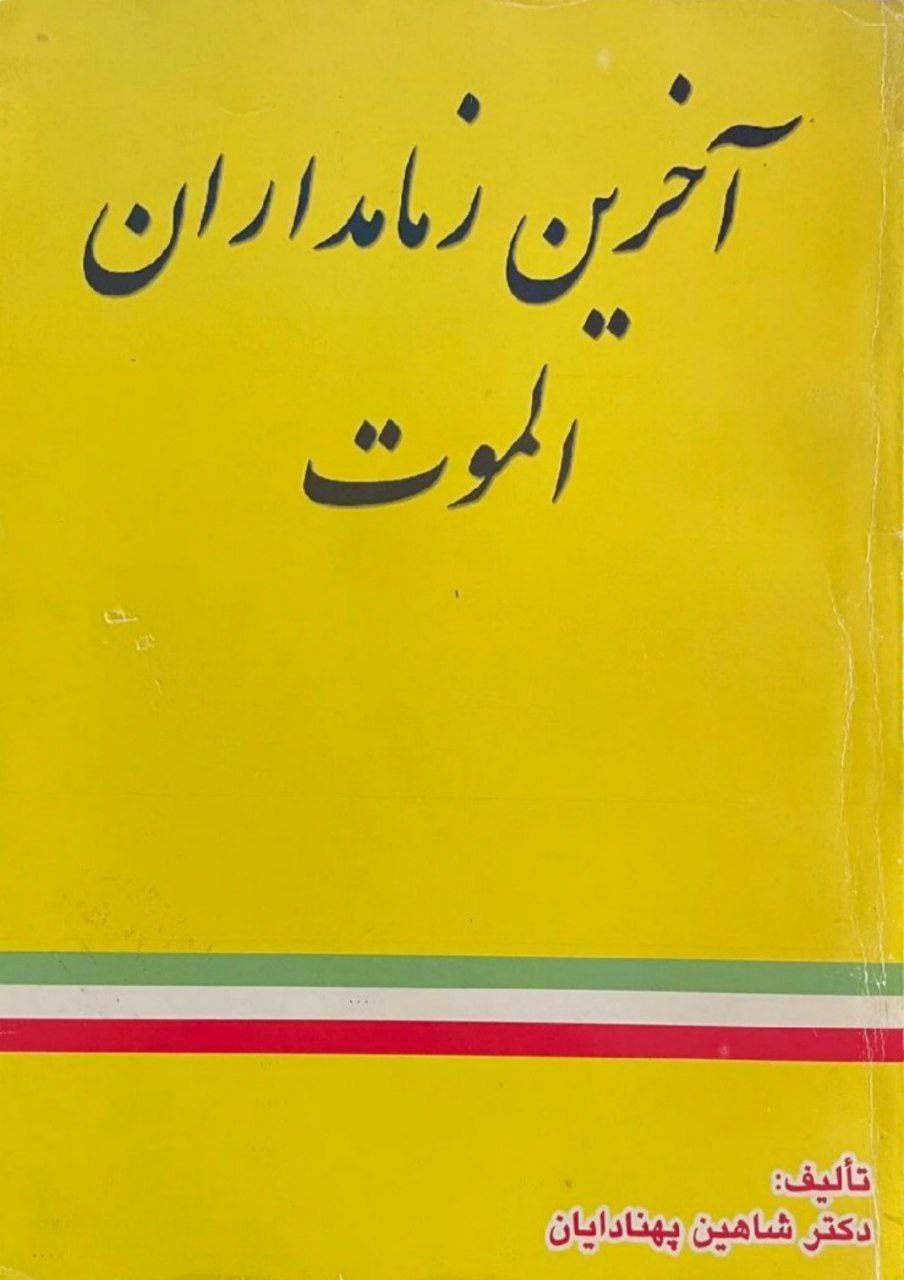 آخرین زمامداران
الموت
تألیف:
دکتر شاهین پهنادایان